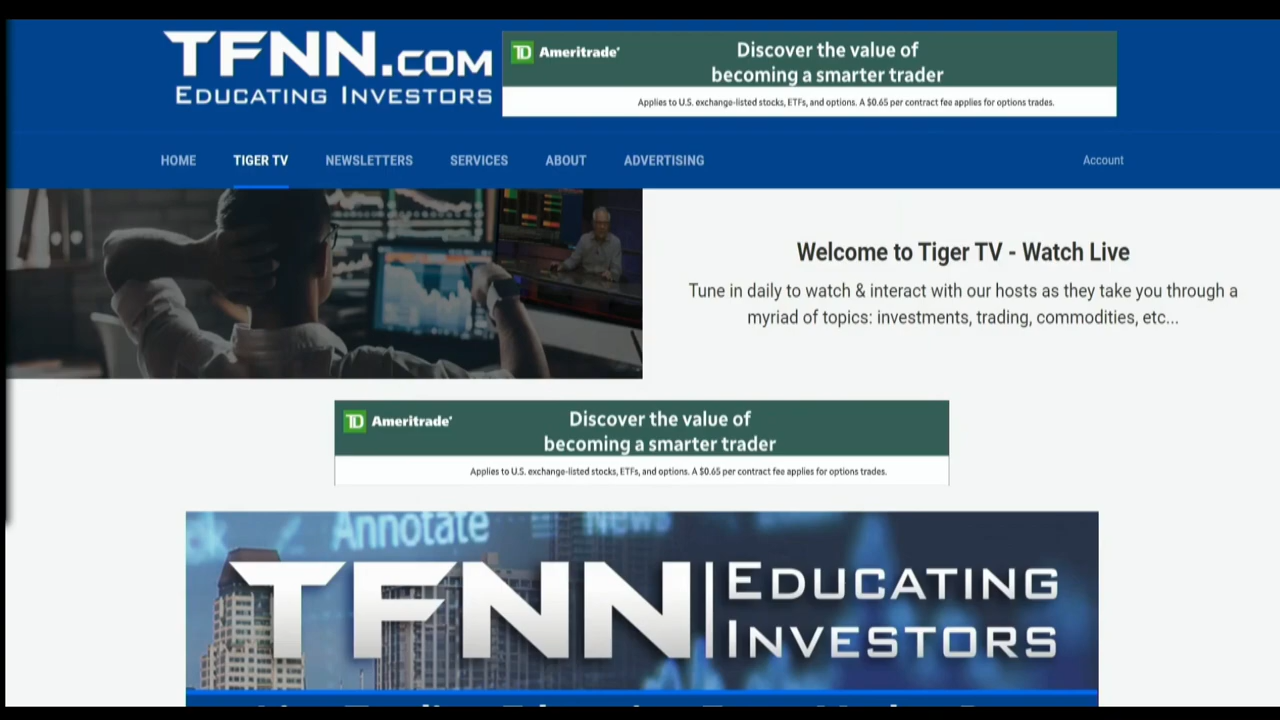 TFNN.COM
EDUCATING INVESTORS
TD Ameritrade
Discover the value of
becoming a smarter trader
Applies to U.S. exchange-listed stocks, ETFs, and options. A $0.65 per contract fee applies for options trades.
HOME TIGER TV NEWSLETTERS SERVICES ABOUT ADVERTISING Account
Welcome to Tiger TV - Watch Live
Tune in daily to watch & interact with our hosts as they take you through a
myriad of topics: investments, trading, commodities, etc...
TD Ameritrade
Discover the value of
becoming a smarter trader
Applies to U.S. exchange-listed stocks, ETFs, and options. A $0.65 per contract fee applies for options trades.
Annotate News
TFNN
EDUCATING
INVESTORS